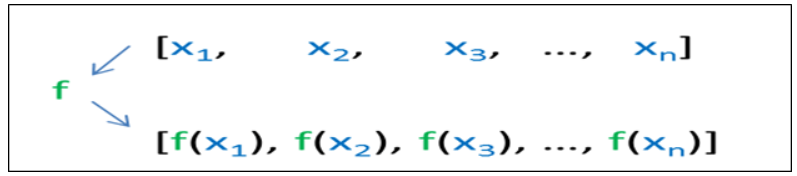 [x₁, x₂, x₃, ..., xₙ]
f
[f(x₁), f(x₂), f(x₃), ..., f(xₙ)]